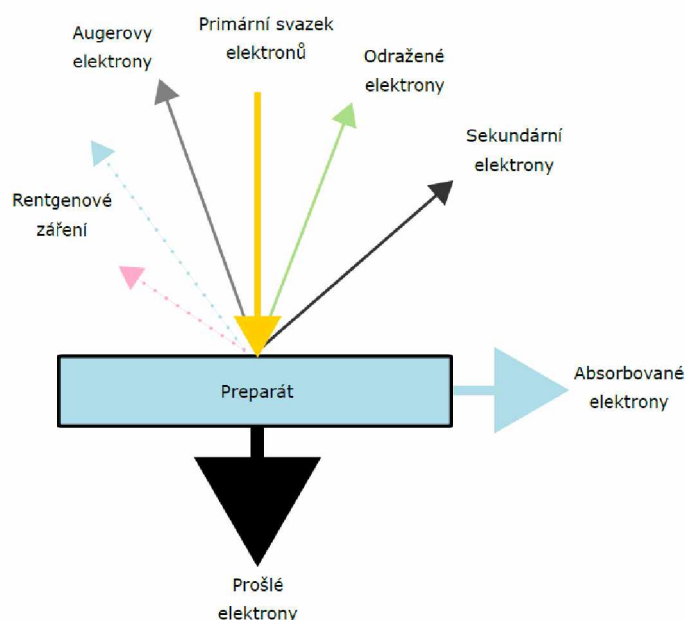 Augerovy
elektrony
Primární svazek
elektronů
Odražené
elektrony
Sekundární
elektrony
Rentgenové
záření
Preparát
Absorbované
elektrony
Prošlé
elektrony